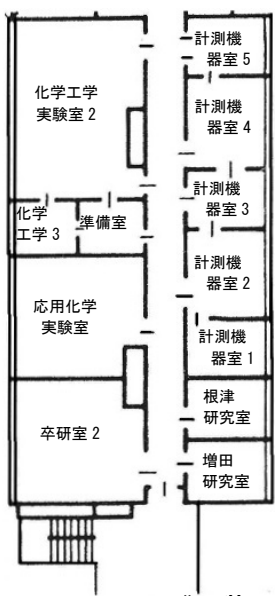 化学工学
実験室 2
化学
工学 3
準備室
応用化学
実験室
卒研室 2
計測機
器室 5
計測機
器室 4
計測機
器室 3
計測機
器室 2
計測機
器室 1
根津
研究室
増田
研究室